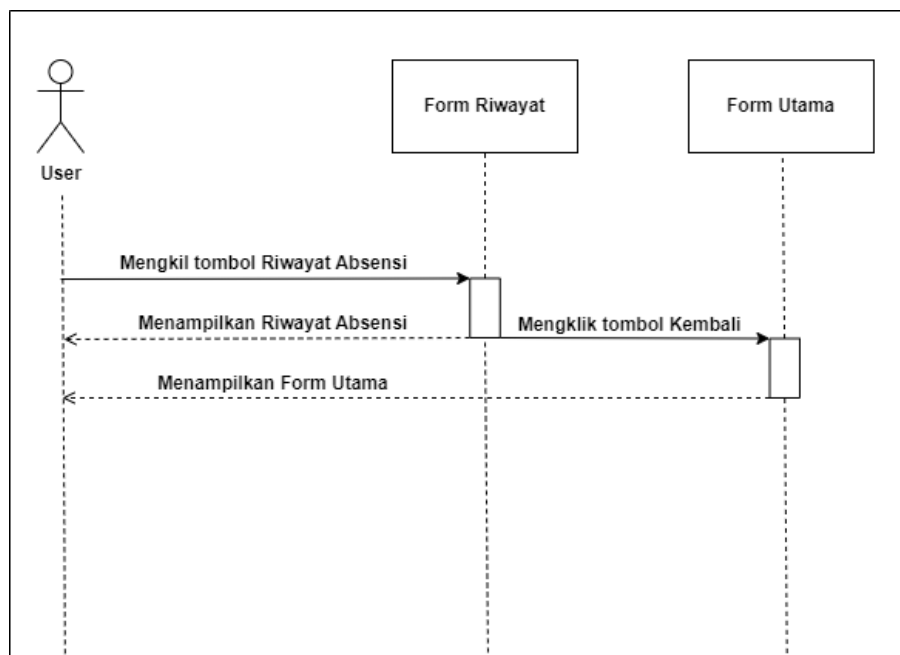 Form Riwayat
Form Utama
User
Mengkil tombol Riwayat Absensi
Menampilkan Riwayat Absensi
Mengklik tombol Kembali
Menampilkan Form Utama